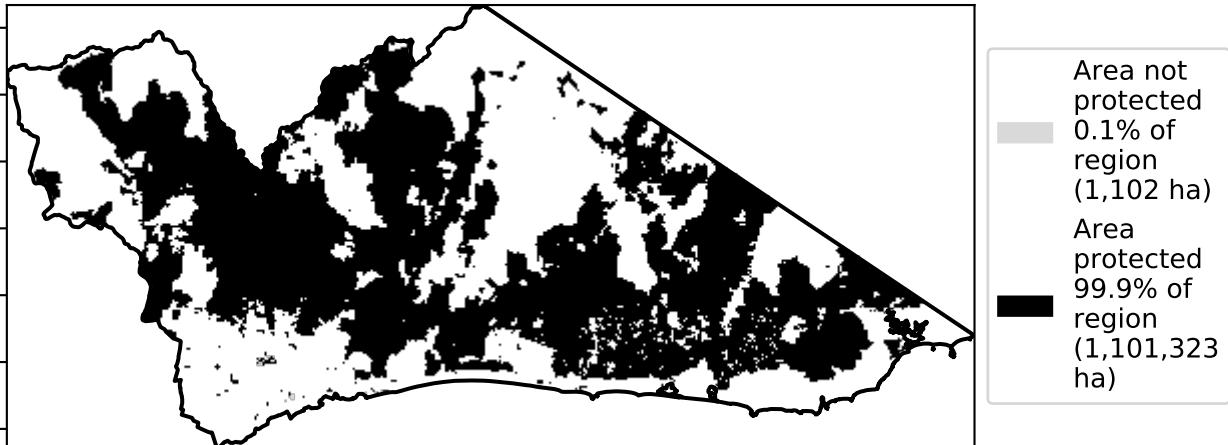 Area not
protected
0.1% of
region
(1,102 ha)
Area
protected
99.9% of
region
(1,101,323
ha)